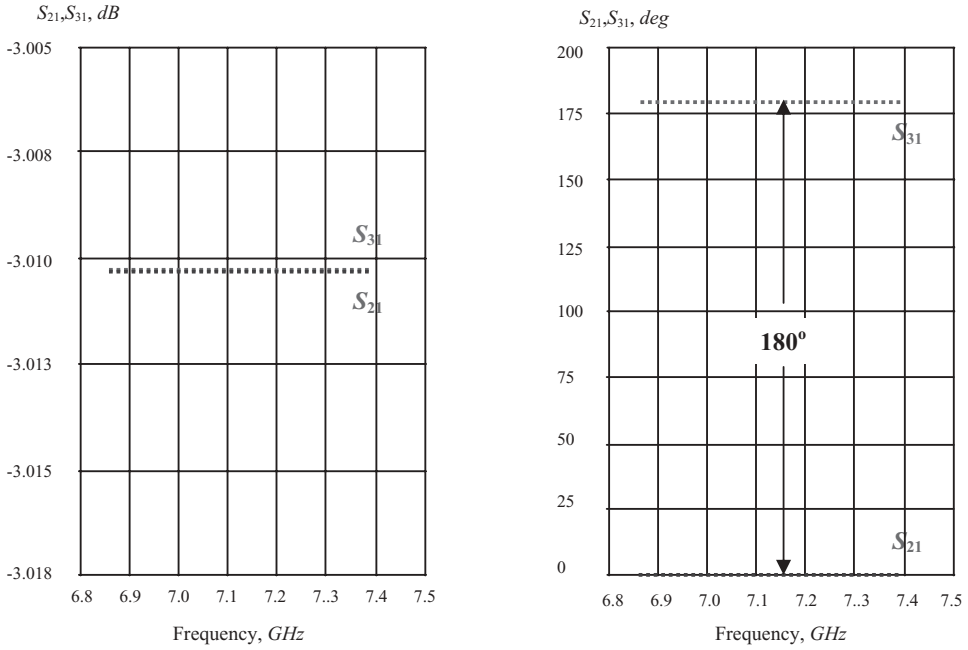 S21,S31, dB
-3.005
-3.008
-3.010
-3.013
-3.015
-3.018
S31
S21
6.8 6.9 7.0 7.1 7.2 7..3 7.4 7.5
Frequency, GHz
S21,S31, deg
200
175
150
125
100
75
50
25
0
S31
180°
S21
6.8 6.9 7.0 7.1 7.2 7..3 7.4 7.5
Frequency, GHz